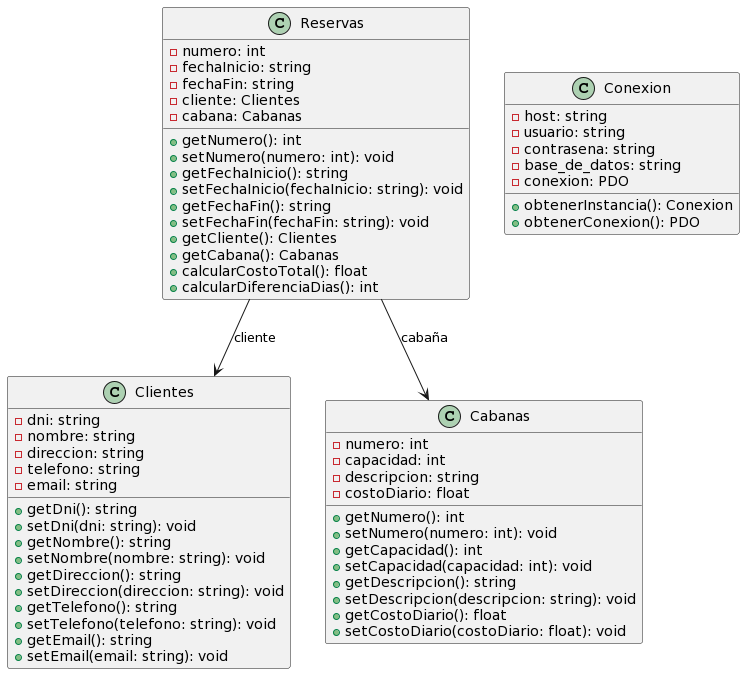 C Reservas
numero: int
fechaInicio: string
fechaFin: string
cliente: Clientes
cabana: Cabanas
getNumero(): int
setNumero(numero: int): void
getFechaInicio(): string
setFechaInicio(fechaInicio: string): void
getFechaFin(): string
setFechaFin(fechaFin: string): void
getCliente(): Clientes
getCabana(): Cabanas
calcularCostoTotal(): float
calcularDiferenciaDias(): int
C Conexion
host: string
usuario: string
contrasena: string
base_de_datos: string
conexion: PDO
obtenerInstancia(): Conexion
obtenerConexion(): PDO
cliente
cabaña
C Clientes
dni: string
nombre: string
direccion: string
telefono: string
email: string
getDni(): string
setDni(dni: string): void
getNombre(): string
setNombre(nombre: string): void
getDireccion(): string
setDireccion(direccion: string): void
getTelefono(): string
setTelefono(telefono: string): void
getEmail(): string
setEmail(email: string): void
C Cabanas
numero: int
capacidad: int
descripcion: string
costoDiario: float
getNumero(): int
setNumero(numero: int): void
getCapacidad(): int
setCapacidad(capacidad: int): void
getDescripcion(): string
setDescripcion(descripcion: string): void
getCostoDiario(): float
setCostoDiario(costoDiario: float): void